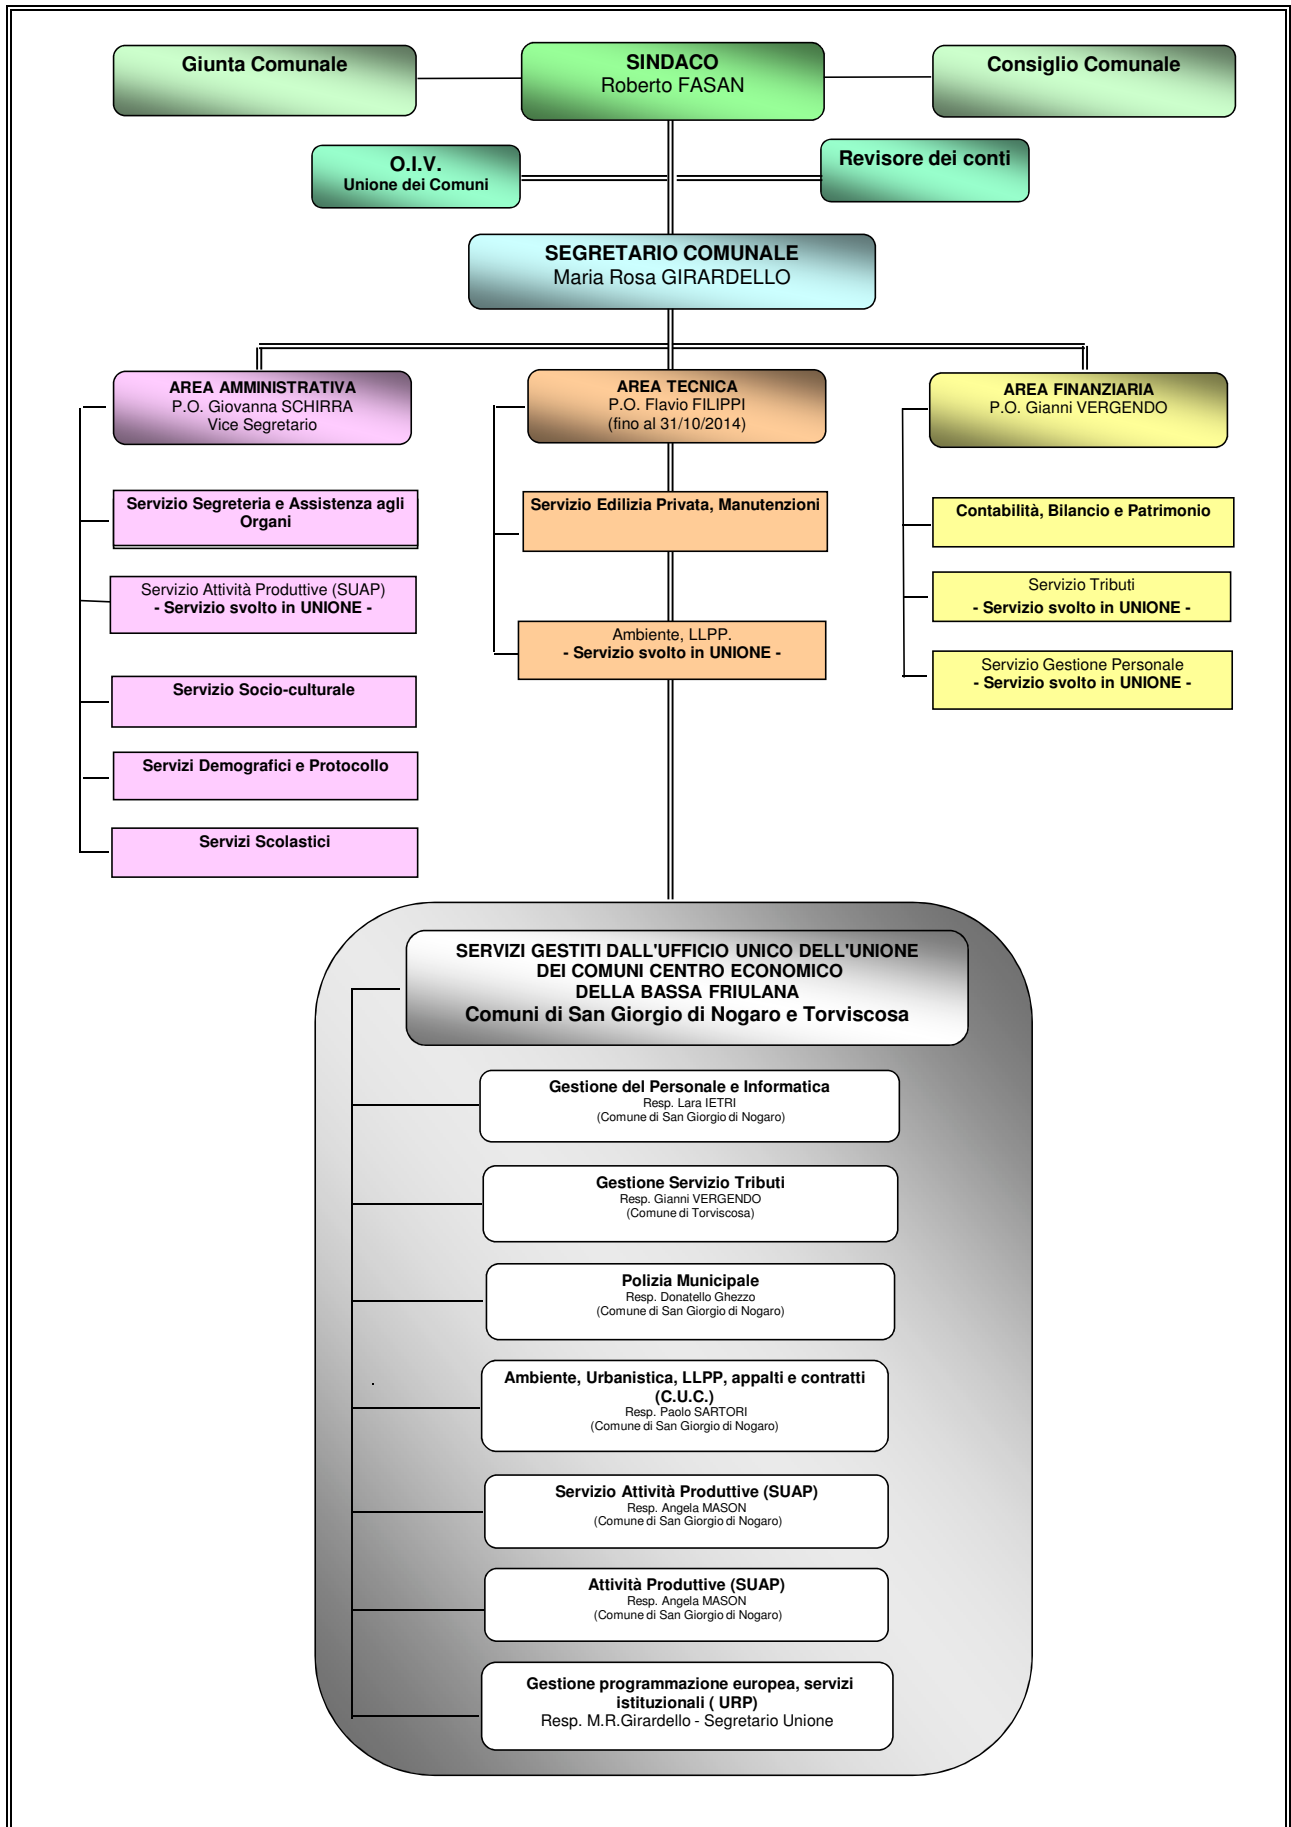 Giunta Comunale
SINDACO
Roberto FASAN
Consiglio Comunale
O.I.V.
Unione dei Comuni
Revisore dei conti
SEGRETARIO COMUNALE
Maria Rosa GIRARDELLO
AREA AMMINISTRATIVA
P.O. Giovanna SCHIRRA
Vice Segretario
Servizio Segreteria e Assistenza agli
Organi
Servizio Attività Produttive (SUAP)
- Servizio svolto in UNIONE -
Servizio Socio-culturale
Servizi Demografici e Protocollo
Servizi Scolastici
AREA TECNICA
P.O. Flavio FILIPPI
(fino al 31/10/2014)
Servizio Edilizia Privata, Manutenzioni
Ambiente, LLPP.
- Servizio svolto in UNIONE -
AREA FINANZIARIA
P.O. Gianni VERGENDO
Contabilità, Bilancio e Patrimonio
Servizio Tributi
- Servizio svolto in UNIONE -
Servizio Gestione Personale
- Servizio svolto in UNIONE -
SERVIZI GESTITI DALL'UFFICIO UNICO DELL'UNIONE
DEI COMUNI CENTRO ECONOMICO
DELLA BASSA FRIULANA
Comuni di San Giorgio di Nogaro e Torviscosa
Gestione del Personale e Informatica
Resp. Lara IETRI
(Comune di San Giorgio di Nogaro)
Gestione Servizio Tributi
Resp. Gianni VERGENDO
(Comune di Torviscosa)
Polizia Municipale
Resp. Donatello Ghezzo
(Comune di San Giorgio di Nogaro)
Ambiente, Urbanistica, LLPP, appalti e contratti
(C.U.C.)
Resp. Paolo SARTORI
(Comune di San Giorgio di Nogaro)
Servizio Attività Produttive (SUAP)
Resp. Angela MASON
(Comune di San Giorgio di Nogaro)
Attività Produttive (SUAP)
Resp. Angela MASON
(Comune di San Giorgio di Nogaro)
Gestione programmazione europea, servizi
istituzionali ( URP)
Resp. M.R.Girardello - Segretario Unione